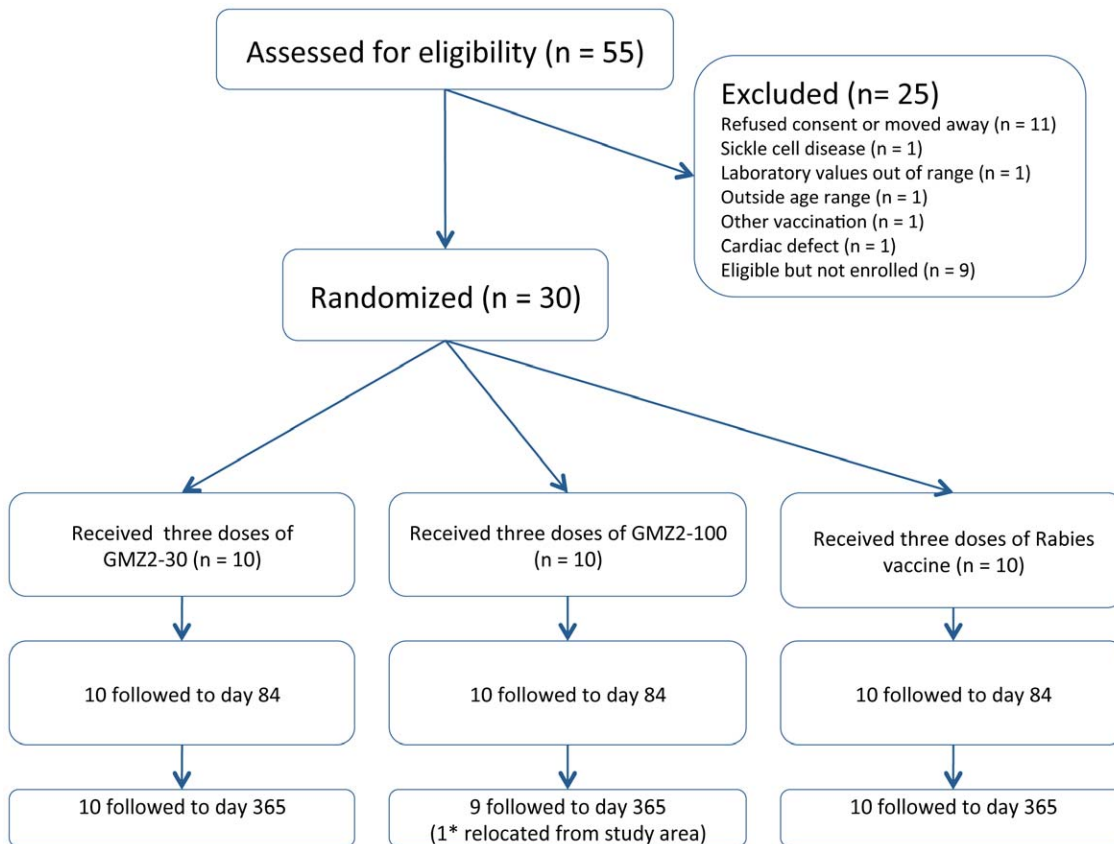 Assessed for eligibility (n = 55)
Excluded (n= 25)
Refused consent or moved away (n = 11)
Sickle cell disease (n = 1)
Laboratory values out of range (n = 1)
Outside age range (n = 1)
Other vaccination (n = 1)
Cardiac defect (n = 1)
Eligible but not enrolled (n = 9)
Randomized (n = 30)
Received three doses of
GMZ2-30 (n = 10)
Received three doses of GMZ2-100
(n = 10)
Received three doses of Rabies
vaccine (n = 10)
10 followed to day 84
10 followed to day 84
10 followed to day 84
10 followed to day 365
9 followed to day 365
(1* relocated from study area)
10 followed to day 365